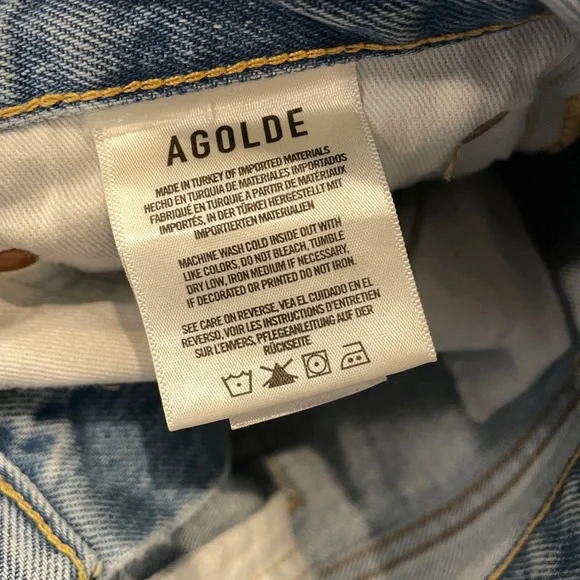 AGOLDE
MADE IN TURKEY OF IMPORTED MATERIALS
HECHO EN TURQUIA DE MATERIALES IMPORTADOS
FABRIQUÉ EN TURQUIE A PARTIR DE MATÉRIAUX
IMPORTÉS, IN DER TÜRKEI HERGESTELLT MIT
IMPORTIERTEN MATERIALIEN
MACHINE WASH COLD INSIDE OUT WITH
LIKE COLORS, DO NOT BLEACH, TUMBLE
DRY LOW, IRON MEDIUM IF NECESSARY,
IF DECORATED OR PRINTED DO NOT IRON.
SEE CARE ON REVERSE, VEA EL CUIDADO EN EL
REVERSO, VOIR LES INSTRUCTIONS D'ENTRETIEN
SUR L'ENVERS, PFLEGEANLEITUNG AUF DER
RÜCKSEITE